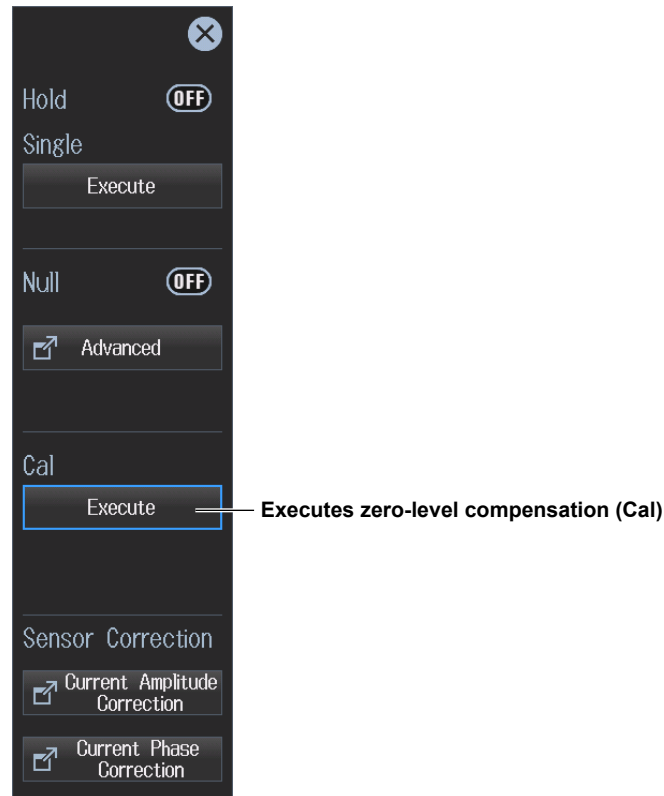 Hold OFF
Single
Execute
Null OFF
Advanced
Cal
Execute
Executes zero-level compensation (Cal)
Sensor Correction
Current Amplitude
Correction
Current Phase
Correction